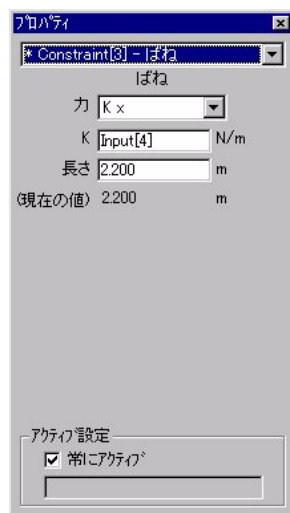 ﾌﾟﾛﾊﾟﾃｨ
* Constraint[3] - ばね
ばね
力 K x
K Input[4] N/m
長さ 2.200 m
(現在の値) 2.200 m
ｱｸﾃｨﾌﾞ設定
常にｱｸﾃｨﾌﾞ